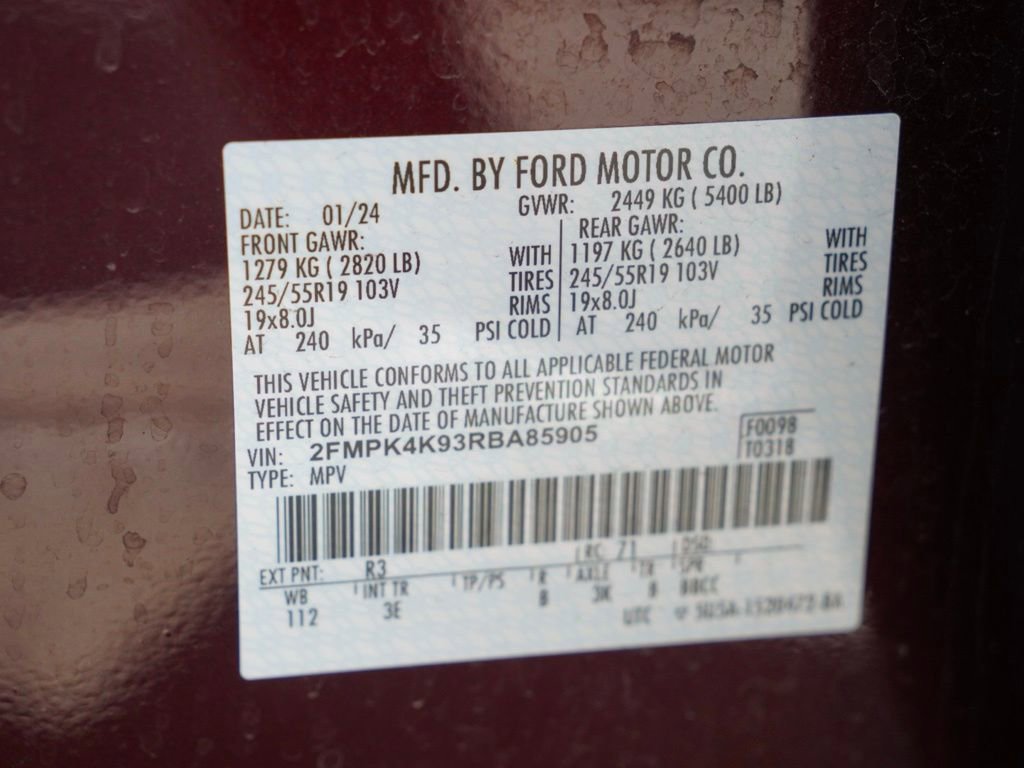 MFD. BY FORD MOTOR CO.
DATE: 01/24
GVWR: 2449 KG ( 5400 LB)
FRONT GAWR:
1279 KG ( 2820 LB)
245/55R19 103V
19x8.0J
AT 240 kPa/ 35
WITH
TIRES
RIMS
PSI COLD
REAR GAWR:
1197 KG ( 2640 LB)
245/55R19 103V
19x8.0J
AT 240 kPa/ 35
WITH
TIRES
RIMS
PSI COLD
THIS VEHICLE CONFORMS TO ALL APPLICABLE FEDERAL MOTOR
VEHICLE SAFETY AND THEFT PREVENTION STANDARDS IN
EFFECT ON THE DATE OF MANUFACTURE SHOWN ABOVE.
VIN: 2FMPK4K93RBA85905
F0098
T0318
TYPE: MPV
EXT PNT: R3 RC: 71 DSO:
WB INT TR TP/PS R AXLE TR SPR
112 3E B 3K
UTC